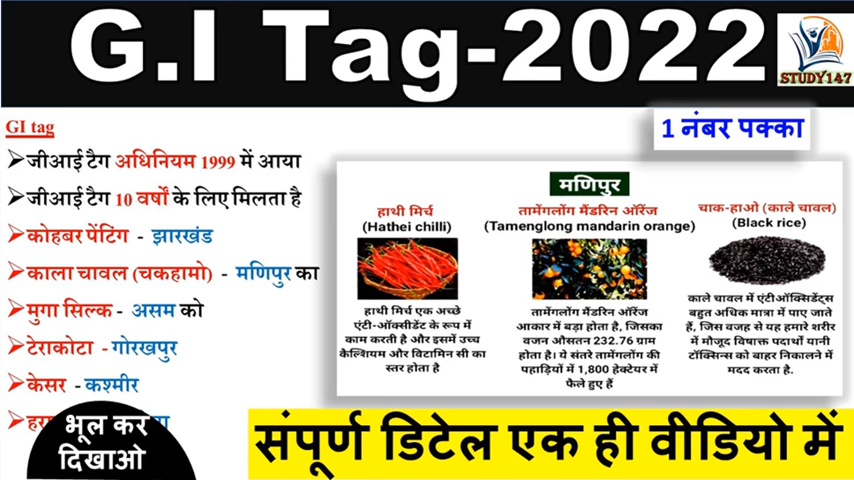 G.I Tag-2022
STUDY147
1 नंबर पक्का
GI tag
➤जीआई टैग अधिनियम 1999 में आया
➤जीआई टैग 10 वर्षों के लिए मिलता है
➤कोहबर पेंटिंग - झारखंड
➤काला चावल (चकहामो) - मणिपुर का
➤मुगा सिल्क - असम को
➤टेराकोटा - गोरखपुर
➤केसर - कश्मीर
भूल कर
दिखाओ
मणिपुर
हाथी मिर्च
(Hathei chilli)
हाथी मिर्च एक अच्छे
एंटी-ऑक्सीडेंट के रूप में
काम करती है और इसमें उच्च
कैल्शियम और विटामिन सी का
स्तर होता है
तामेंगलोंग मैंडरिन ऑरेंज
(Tamenglong mandarin orange)
तामेंगलोंग मैंडरिन ऑरेंज
आकार में बड़ा होता है, जिसका
वजन औसतन 232.76 ग्राम
होता है। ये संतरे तामेंगलोंग की
पहाड़ियों में 1,800 हेक्टेयर में
फैले हुए हैं
चाक-हाओ (काले चावल)
(Black rice)
काले चावल में एंटीऑक्सिडेंट्स
बहुत अधिक मात्रा में पाए जाते
हैं, जिस वजह से यह हमारे शरीर
में मौजूद विषाक्त पदार्थों यानी
टॉक्सिन्स को बाहर निकालने में
मदद करता है.
संपूर्ण डिटेल एक ही वीडियो में